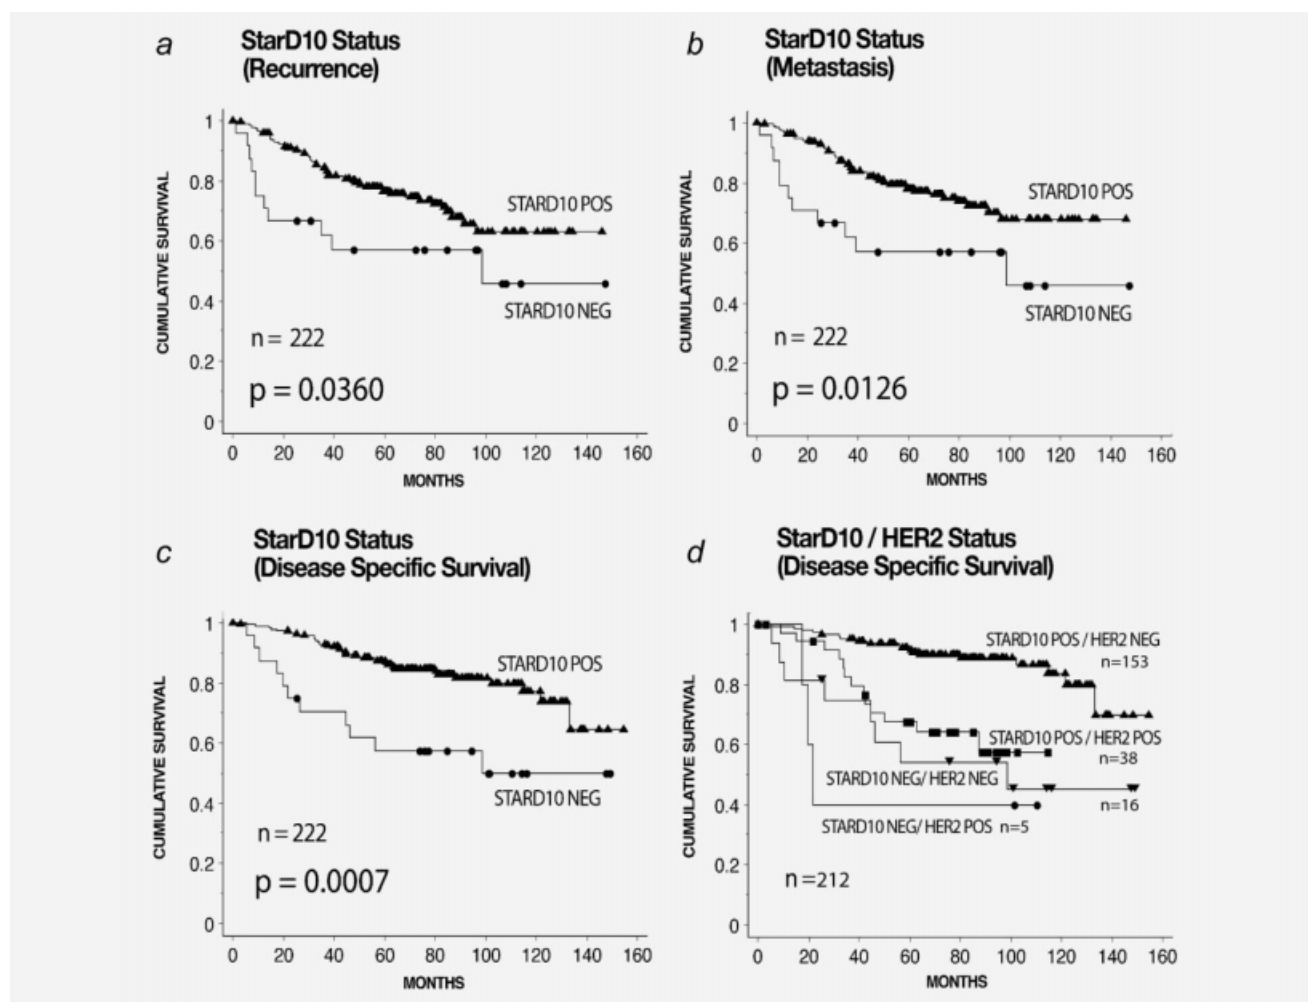 a
StarD10 Status
(Recurrence)
CUMULATIVE SURVIVAL
1
0.8
0.6
0.4
0.2
0
STARD10 POS
STARD10 NEG
n = 222
p = 0.0360
0 20 40 60 80 100 120 140 160
MONTHS
b
StarD10 Status
(Metastasis)
CUMULATIVE SURVIVAL
1
0.8
0.6
0.4
0.2
0
STARD10 POS
STARD10 NEG
n = 222
p = 0.0126
0 20 40 60 80 100 120 140 160
MONTHS
c
StarD10 Status
(Disease Specific Survival)
CUMULATIVE SURVIVAL
1
0.8
0.6
0.4
0.2
0
STARD10 POS
STARD10 NEG
n = 222
p = 0.0007
0 20 40 60 80 100 120 140 160
MONTHS
d
StarD10 / HER2 Status
(Disease Specific Survival)
CUMULATIVE SURVIVAL
1
0.8
0.6
0.4
0.2
0
STARD10 POS / HER2 NEG
n=153
STARD10 POS / HER2 POS
n=38
STARD10 NEG/ HER2 NEG
n=16
STARD10 NEG/ HER2 POS n=5
n =212
0 20 40 60 80 100 120 140 160
MONTHS